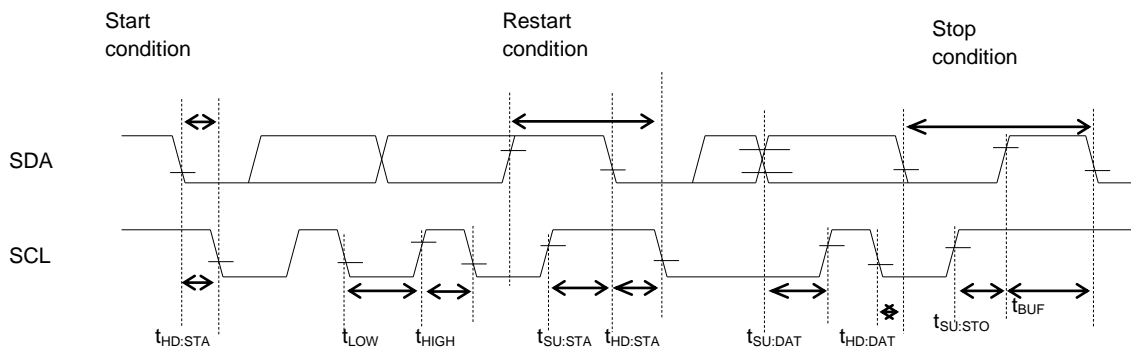 Start
condition
Restart
condition
Stop
condition
SDA
SCL
tHD:STA
tLOW
tHIGH
tSU:STA
tHD:STA
tSU:DAT
tHD:DAT
tSU:STO
tBUF